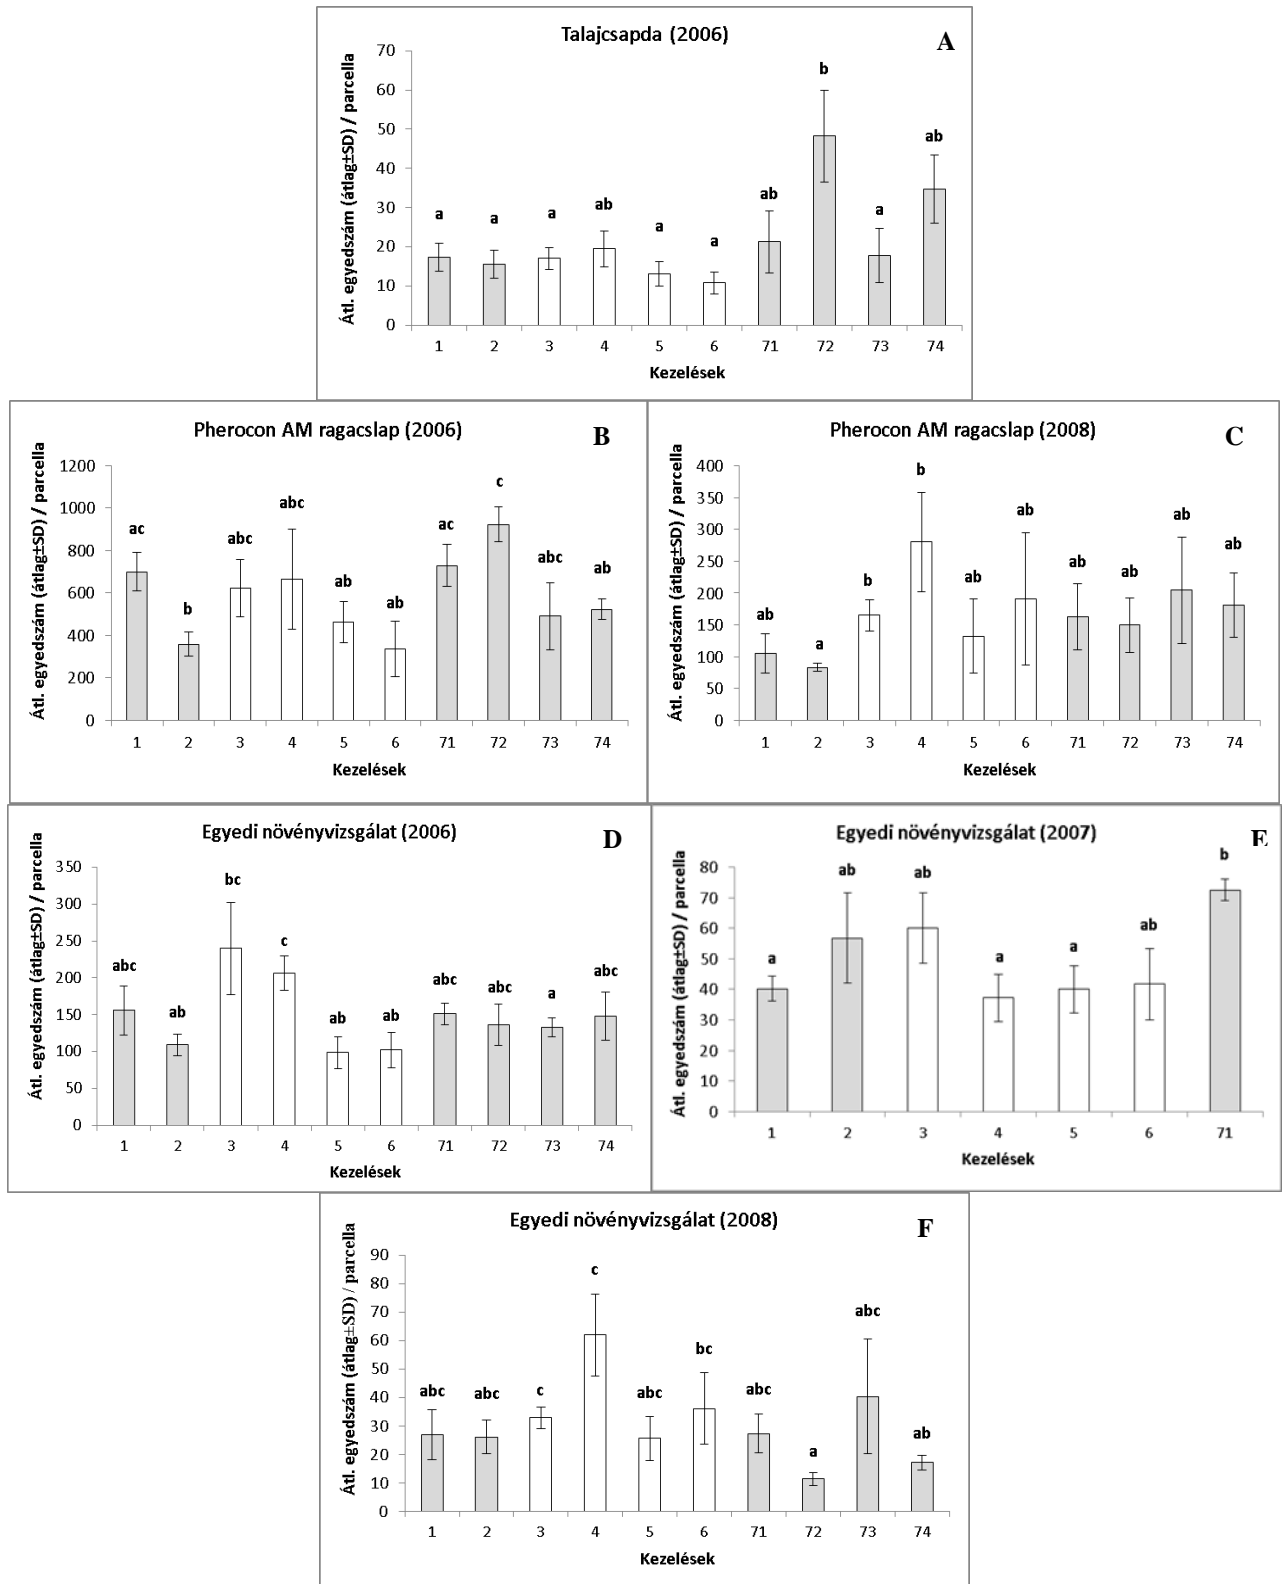 Talajcsapda (2006)
A
Átl. egyedszám (átlag±SD) / parcella
70
60
50
40
30
20
10
0
a a a ab a a ab b a ab
1 2 3 4 5 6 71 72 73 74
Kezelések
Pherocon AM ragacslap (2006)
B
Átl. egyedszám (átlag±SD) / parcella
1200
1000
800
600
400
200
0
ac b abc abc ab ab ac c abc ab
1 2 3 4 5 6 71 72 73 74
Kezelések
Pherocon AM ragacslap (2008)
C
Átl. egyedszám (átlag±SD) / parcella
400
350
300
250
200
150
100
50
0
ab a b b ab ab ab ab ab ab
1 2 3 4 5 6 71 72 73 74
Kezelések
Egyedi növényvizsgálat (2006)
D
Átl. egyedszám (átlag±SD) / parcella
350
300
250
200
150
100
50
0
abc ab bc c ab ab abc abc a abc
1 2 3 4 5 6 71 72 73 74
Kezelések
Egyedi növényvizsgálat (2007)
E
Átl. egyedszám (átlag±SD) / parcella
80
70
60
50
40
30
20
10
0
a ab ab a a ab b
1 2 3 4 5 6 71
Kezelések
Egyedi növényvizsgálat (2008)
F
Átl. egyedszám (átlag±SD) / parcella
90
80
70
60
50
40
30
20
10
0
abc abc c c abc bc abc a abc ab
1 2 3 4 5 6 71 72 73 74
Kezelések